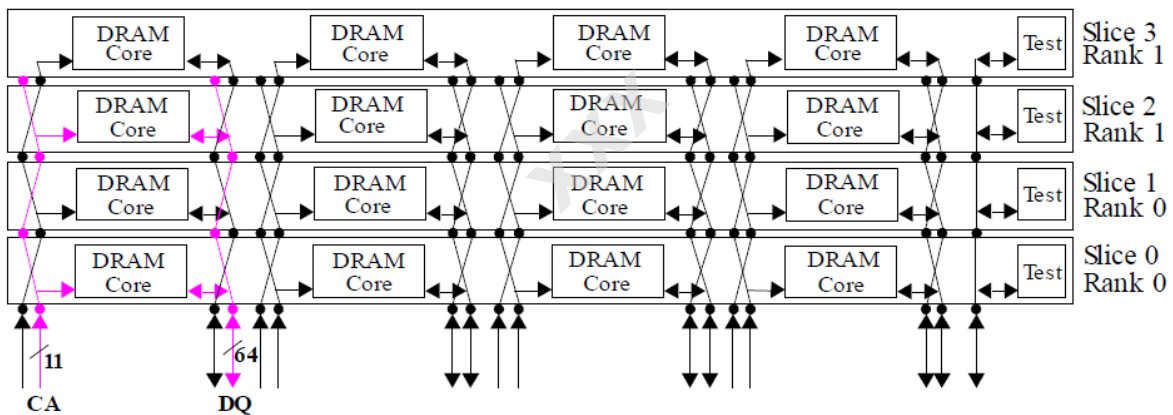 DRAM Core DRAM Core DRAM Core DRAM Core Test Slice 3 Rank 1
DRAM Core DRAM Core DRAM Core DRAM Core Test Slice 2 Rank 1
DRAM Core DRAM Core DRAM Core DRAM Core Test Slice 1 Rank 0
DRAM Core DRAM Core DRAM Core DRAM Core Test Slice 0 Rank 0
XXX
11 64
CA DQ